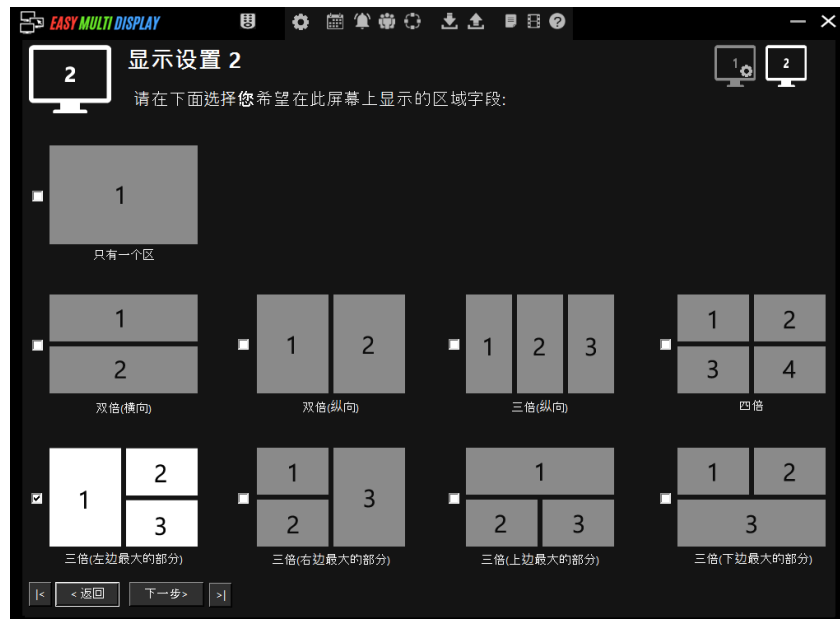 EASY MULTI DISPLAY
2
显示设置 2
请在下面选择您希望在此屏幕上显示的区域字段:
1
2
1
只有一个区
1
2
双倍(横向)
1
2
双倍(纵向)
1
2
3
三倍(纵向)
1
2
3
4
四倍
1
2
3
三倍(左边最大的部分)
1
2
3
三倍(右边最大的部分)
1
2
3
三倍(上边最大的部分)
1
2
3
三倍(下边最大的部分)
|<
<返回
下一步>
>|